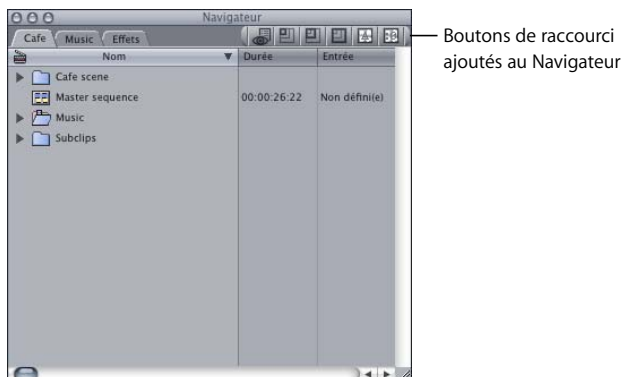 Navigateur
Cafe Music Effets
Nom Durée Entrée
Cafe scene
Master sequence 00:00:26:22 Non défini(e)
Music
Subclips
Boutons de raccourci
ajoutés au Navigateur